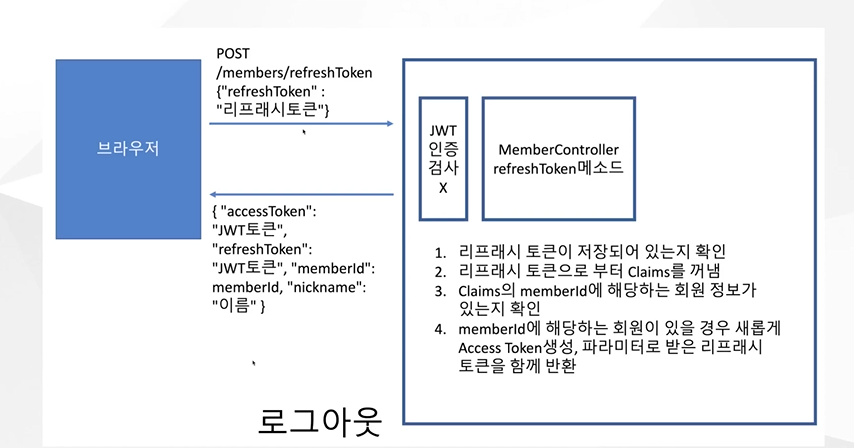 POST
/members/refreshToken
{"refreshToken" :
"리프래시토큰"}
브라우저
{ "accessToken":
"JWT토큰",
"refreshToken":
"JWT토큰", "memberId":
memberId, "nickname":
"이름" }
JWT
인증
검사
X
MemberController
refreshToken메소드
1. 리프래시 토큰이 저장되어 있는지 확인
2. 리프래시 토큰으로 부터 Claims를 꺼냄
3. Claims의 memberId에 해당하는 회원 정보가
있는지 확인
4. memberId에 해당하는 회원이 있을 경우 새롭게
Access Token생성, 파라미터로 받은 리프래시
토큰을 함께 반환
로그아웃